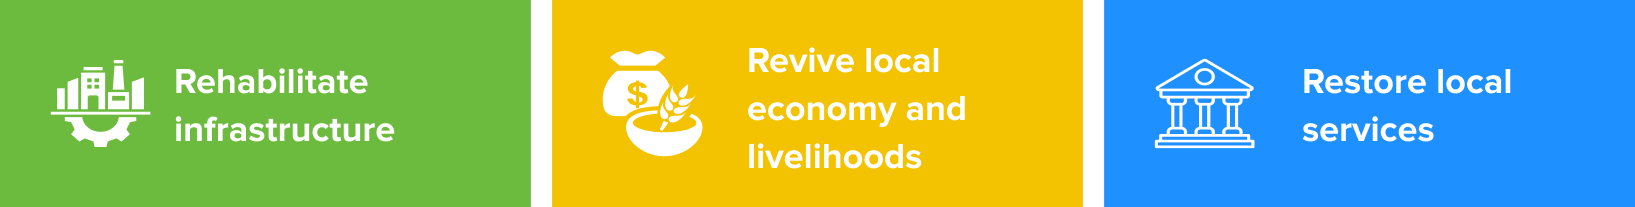 Rehabilitate
infrastructure
$
Revive local
economy and
livelihoods
Restore local
services